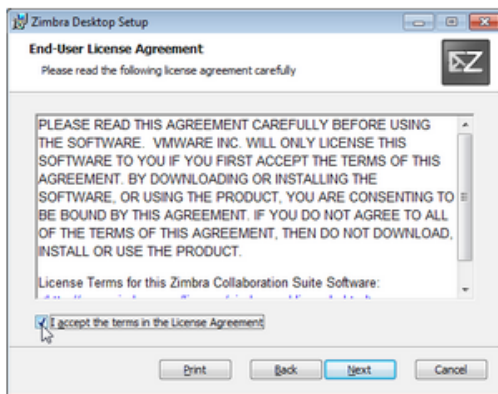 Zimbra Desktop Setup
End-User License Agreement
Please read the following license agreement carefully
PLEASE READ THIS AGREEMENT CAREFULLY BEFORE USING
THE SOFTWARE. VMWARE INC. WILL ONLY LICENSE THIS
SOFTWARE TO YOU IF YOU FIRST ACCEPT THE TERMS OF THIS
AGREEMENT. BY DOWNLOADING OR INSTALLING THE
SOFTWARE, OR USING THE PRODUCT, YOU ARE CONSENTING TO
BE BOUND BY THIS AGREEMENT. IF YOU DO NOT AGREE TO ALL
OF THE TERMS OF THIS AGREEMENT, THEN DO NOT DOWNLOAD,
INSTALL OR USE THE PRODUCT.
License Terms for this Zimbra Collaboration Suite Software:
I accept the terms in the License Agreement
Print Back Next Cancel